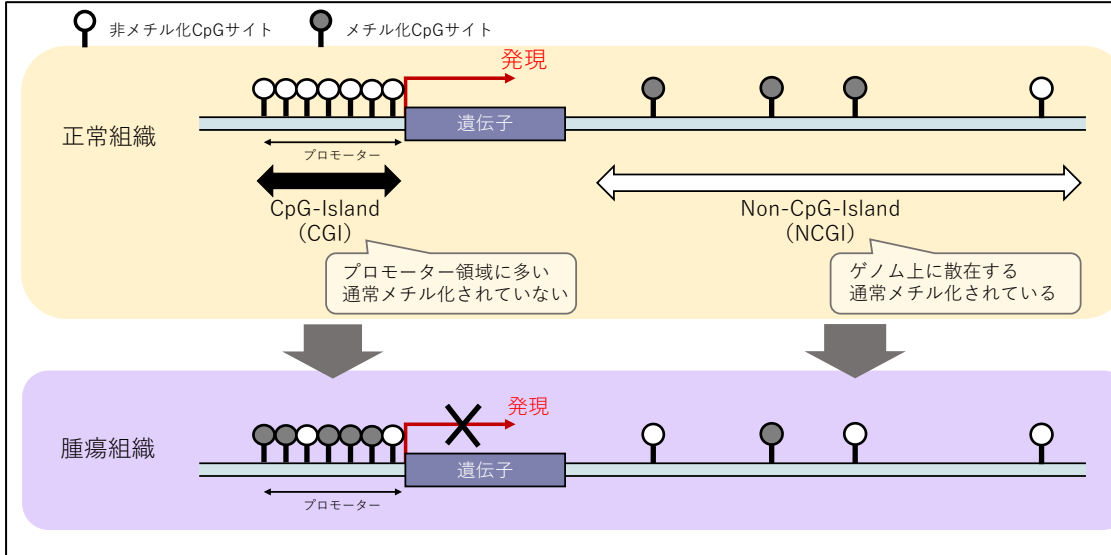 非メチル化CpGサイト
メチル化CpGサイト
正常組織
発現
遺伝子
プロモーター
CpG-Island
（CGI）
Non-CpG-Island
（NCGI）
プロモーター領域に多い
通常メチル化されていない
ゲノム上に散在する
通常メチル化されている
腫瘍組織
発現
遺伝子
プロモーター